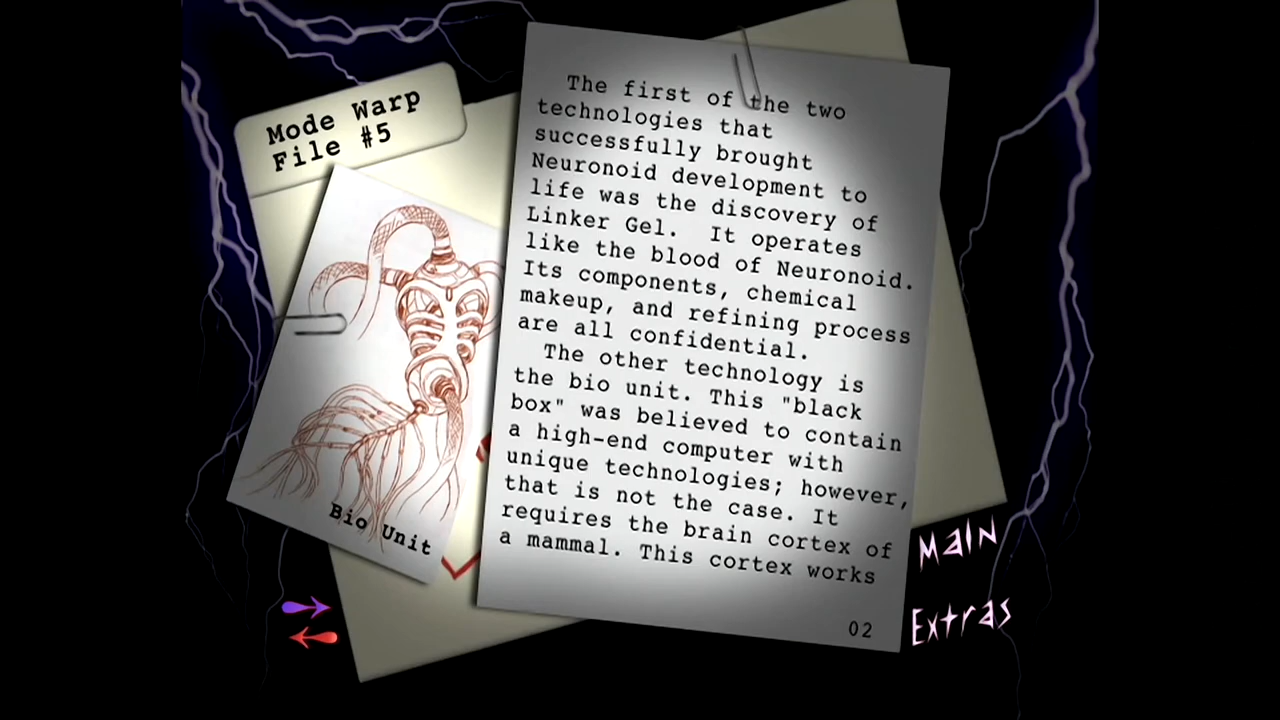 Mode Warp
File #5
Bio Unit
The first of the two
technologies that
successfully brought
Neuronoid development to
life was the discovery of
Linker Gel.  It operates
like the blood of Neuronoid.
Its components, chemical
makeup, and refining process
are all confidential.
The other technology is
the bio unit. This "black
box" was believed to contain
a high-end computer with
unique technologies; however,
that is not the case. It
requires the brain cortex of
a mammal. This cortex works
02
Main
Extras